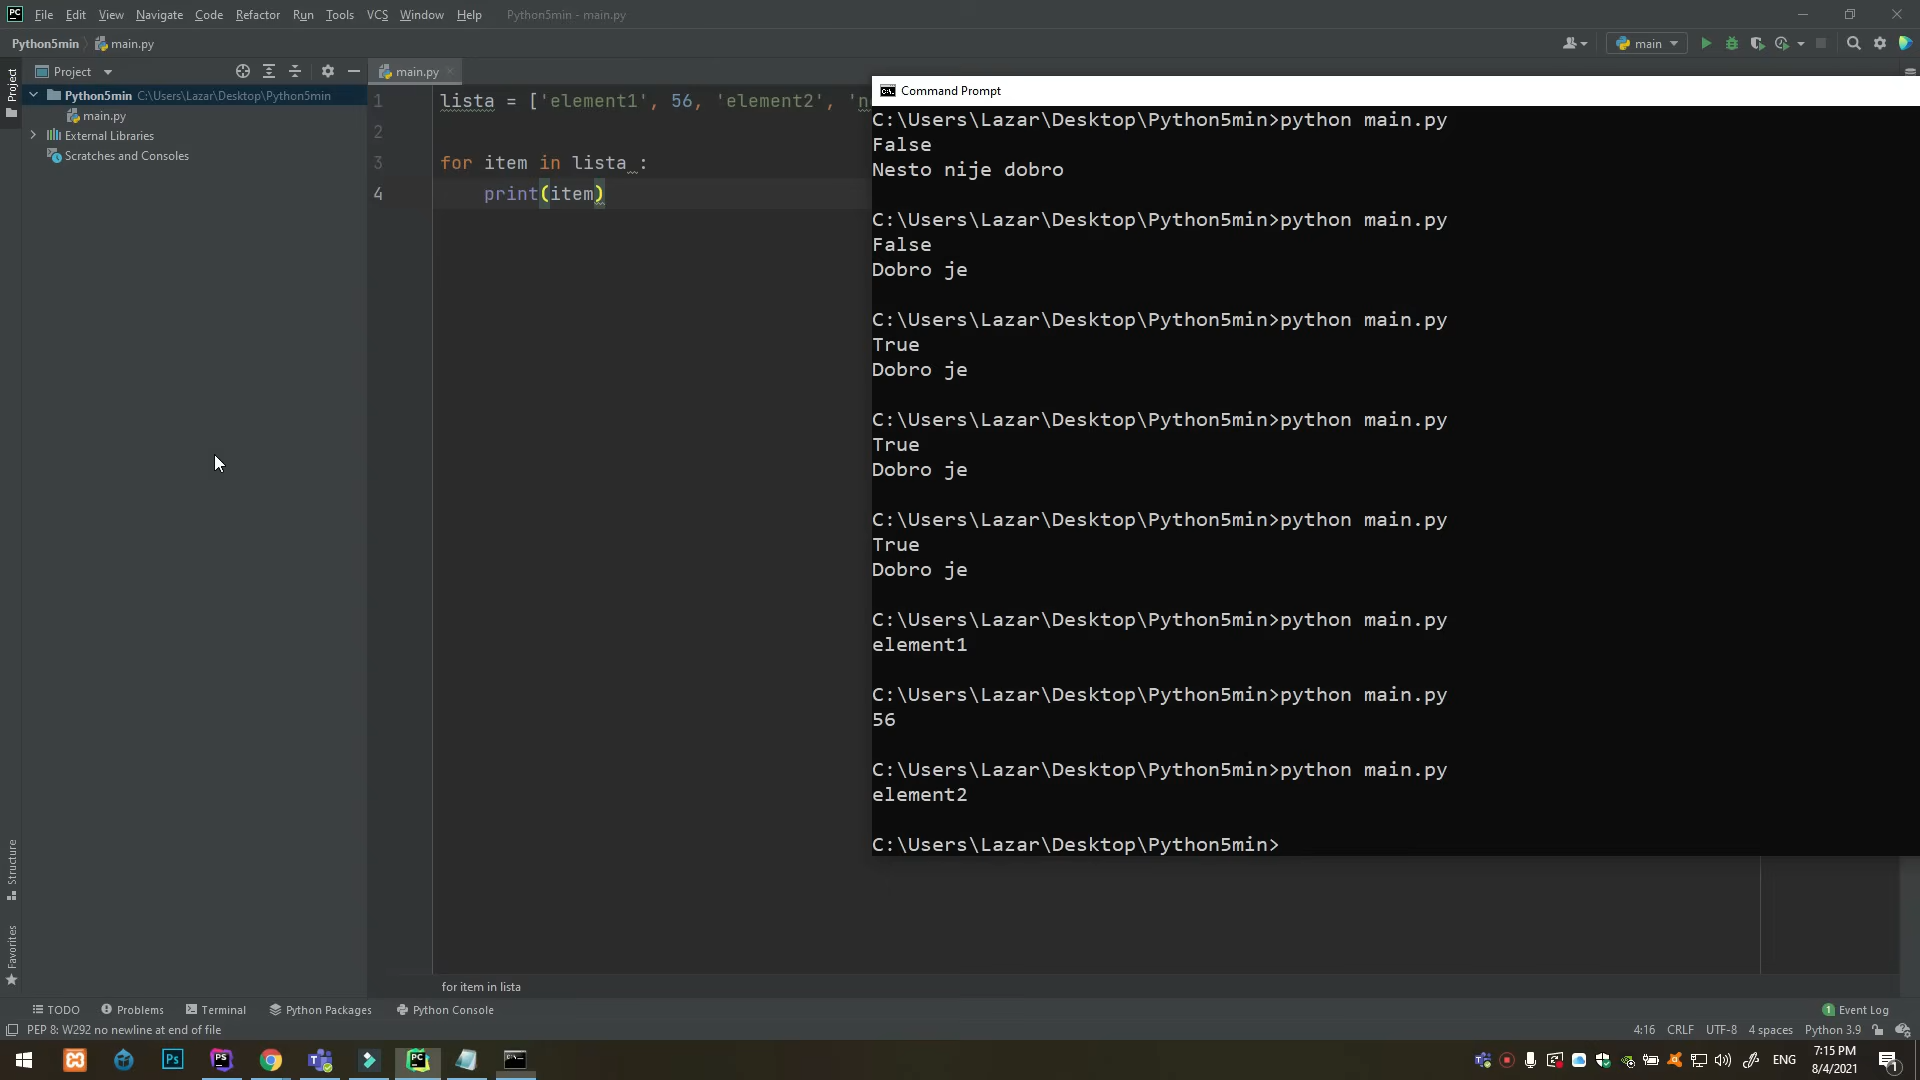 PC File Edit View Navigate Code Refactor Run Tools VCS Window Help Python5min - main.py
Python5min main.py
main
Project
Project
main.py
Python5min C:\Users\Lazar\Desktop\Python5min
main.py
External Libraries
Scratches and Consoles
1 lista = ['element1', 56, 'element2', 'n
2
3 for item in lista :
4 print(item)
Command Prompt
C:\Users\Lazar\Desktop\Python5min>python main.py
False
Nesto nije dobro
C:\Users\Lazar\Desktop\Python5min>python main.py
False
Dobro je
C:\Users\Lazar\Desktop\Python5min>python main.py
True
Dobro je
C:\Users\Lazar\Desktop\Python5min>python main.py
True
Dobro je
C:\Users\Lazar\Desktop\Python5min>python main.py
True
Dobro je
C:\Users\Lazar\Desktop\Python5min>python main.py
element1
C:\Users\Lazar\Desktop\Python5min>python main.py
56
C:\Users\Lazar\Desktop\Python5min>python main.py
element2
C:\Users\Lazar\Desktop\Python5min>
Structure
Favorites
for item in lista
TODO Problems Terminal Python Packages Python Console
1 Event Log
PEP 8: W292 no newline at end of file
4:16 CRLF UTF-8 4 spaces Python 3.9
Ps PS PC
ENG
7:15 PM
8/4/2021
1